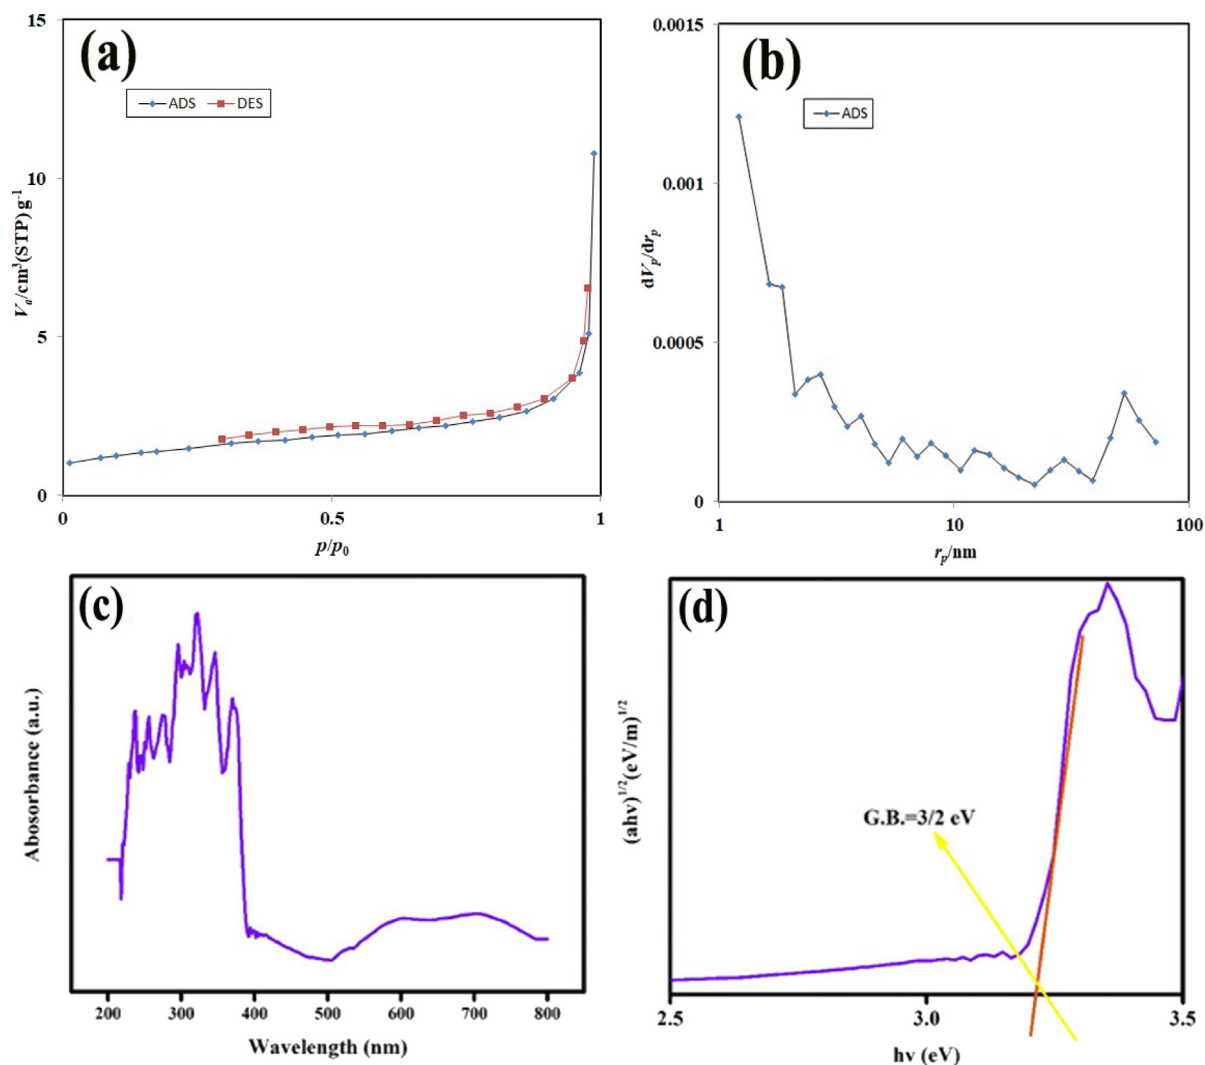 (a)
ADS DES
15
10
5
0
0 0.5 1
Vₐ/cm³(STP) g⁻¹
p/p₀
(b)
ADS
0.0015
0.001
0.0005
0
1 10 100
dVₚ/drₚ
rₚ/nm
(c)
Abosorbance (a.u.)
200 300 400 500 600 700 800
Wavelength (nm)
(d)
G.B.=3/2 eV
(ahv)¹/²(eV/m)¹/²
2.5 3.0 3.5
hv (eV)